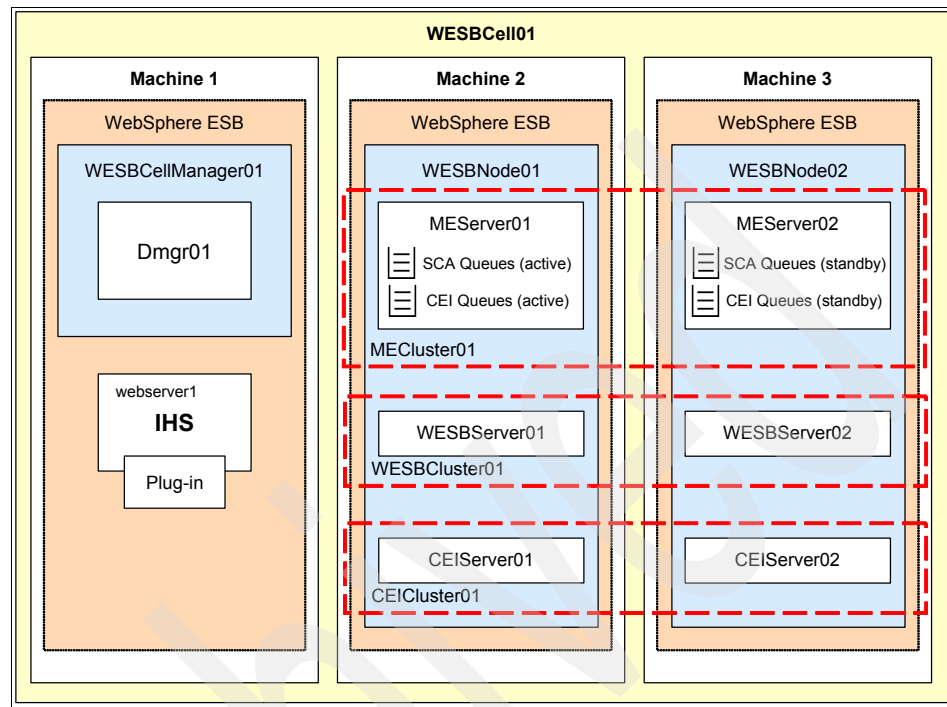 WESBCell01
Machine 1
WebSphere ESB
WESBCellManager01
Dmgr01
webserver1
IHS
Plug-in
Machine 2
WebSphere ESB
WESBNode01
MEServer01
SCA Queues (active)
CEI Queues (active)
MECluster01
WESBServer01
WESBCluster01
CEIServer01
CEICluster01
Machine 3
WebSphere ESB
WESBNode02
MEServer02
SCA Queues (standby)
CEI Queues (standby)
WESBServer02
CEIServer02